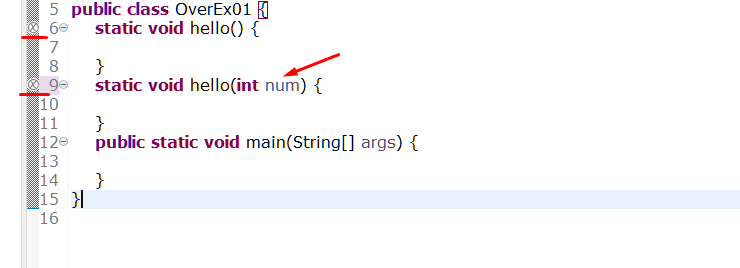 5 public class OverEx01 {
6 static void hello() {
7
8 }
9 static void hello(int num) {
10
11 }
12 public static void main(String[] args) {
13
14 }
15 }
16